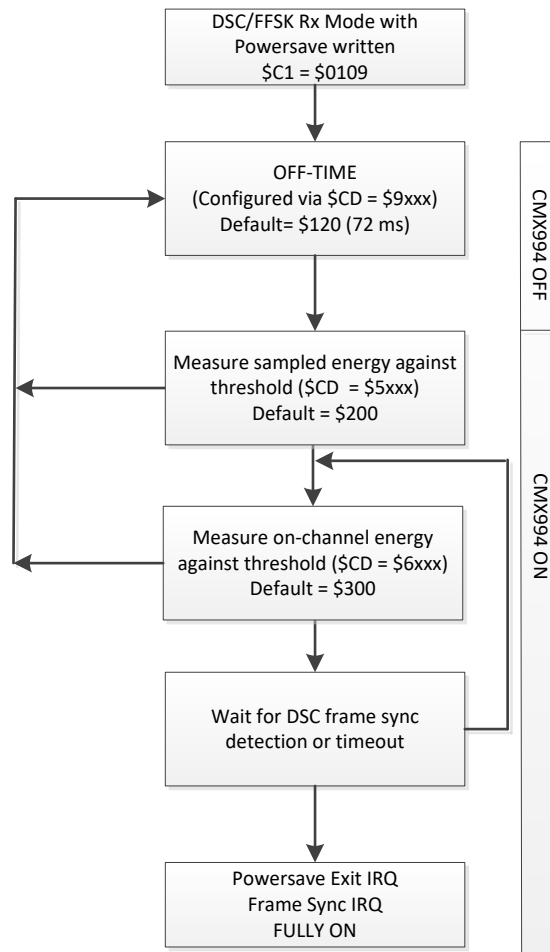 DSC/FFSK Rx Mode with
Powersave written
$C1 = $0109
OFF-TIME
(Configured via $CD = $9xxx)
Default= $120 (72 ms)
CMX994 OFF
Measure sampled energy against
threshold ($CD  = $5xxx)
Default = $200
CMX994 ON
Measure on-channel energy
against threshold ($CD = $6xxx)
Default = $300
Wait for DSC frame sync
detection or timeout
Powersave Exit IRQ
Frame Sync IRQ
FULLY ON